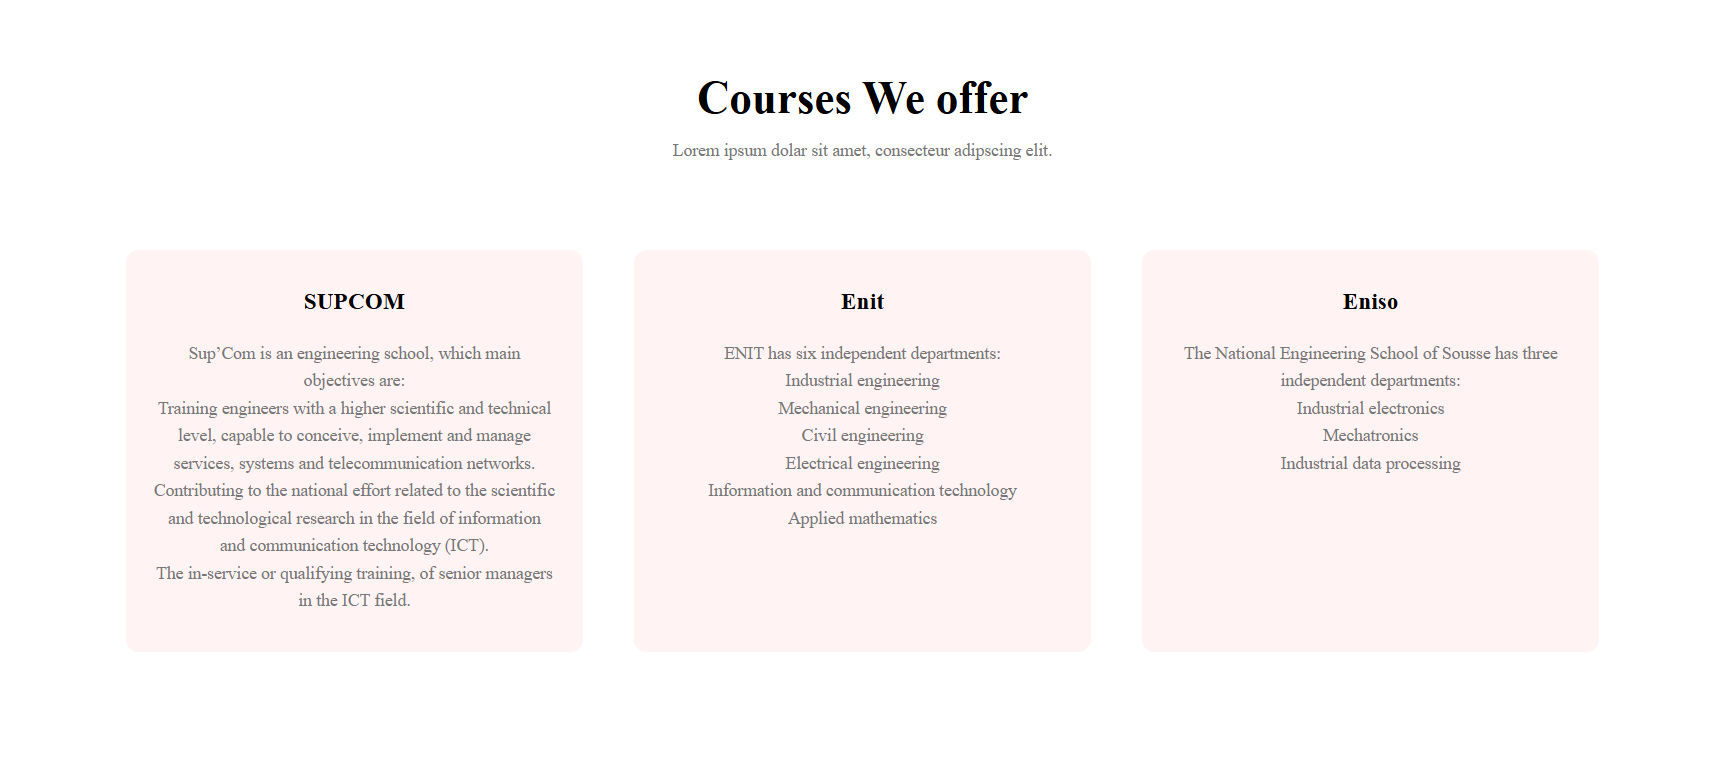 Courses We offer
Lorem ipsum dolar sit amet, consecteur adipscing elit.
SUPCOM
Sup’Com is an engineering school, which main
objectives are:
Training engineers with a higher scientific and technical
level, capable to conceive, implement and manage
services, systems and telecommunication networks.
Contributing to the national effort related to the scientific
and technological research in the field of information
and communication technology (ICT).
The in-service or qualifying training, of senior managers
in the ICT field.
Enit
ENIT has six independent departments:
Industrial engineering
Mechanical engineering
Civil engineering
Electrical engineering
Information and communication technology
Applied mathematics
Eniso
The National Engineering School of Sousse has three
independent departments:
Industrial electronics
Mechatronics
Industrial data processing